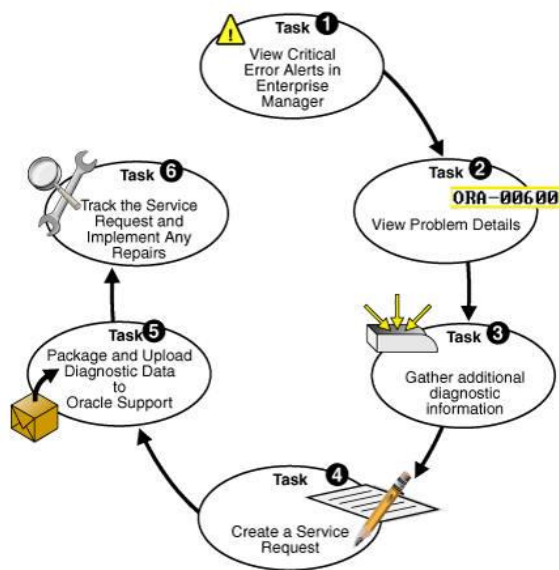 Task 1
View Critical
Error Alerts in
Enterprise
Manager
Task 2
ORA-00600
View Problem Details
Task 3
Gather additional
diagnostic
information
Task 4
Create a Service
Request
Task 5
Package and Upload
Diagnostic Data
to
Oracle Support
Task 6
Track the Service
Request and
Implement Any
Repairs